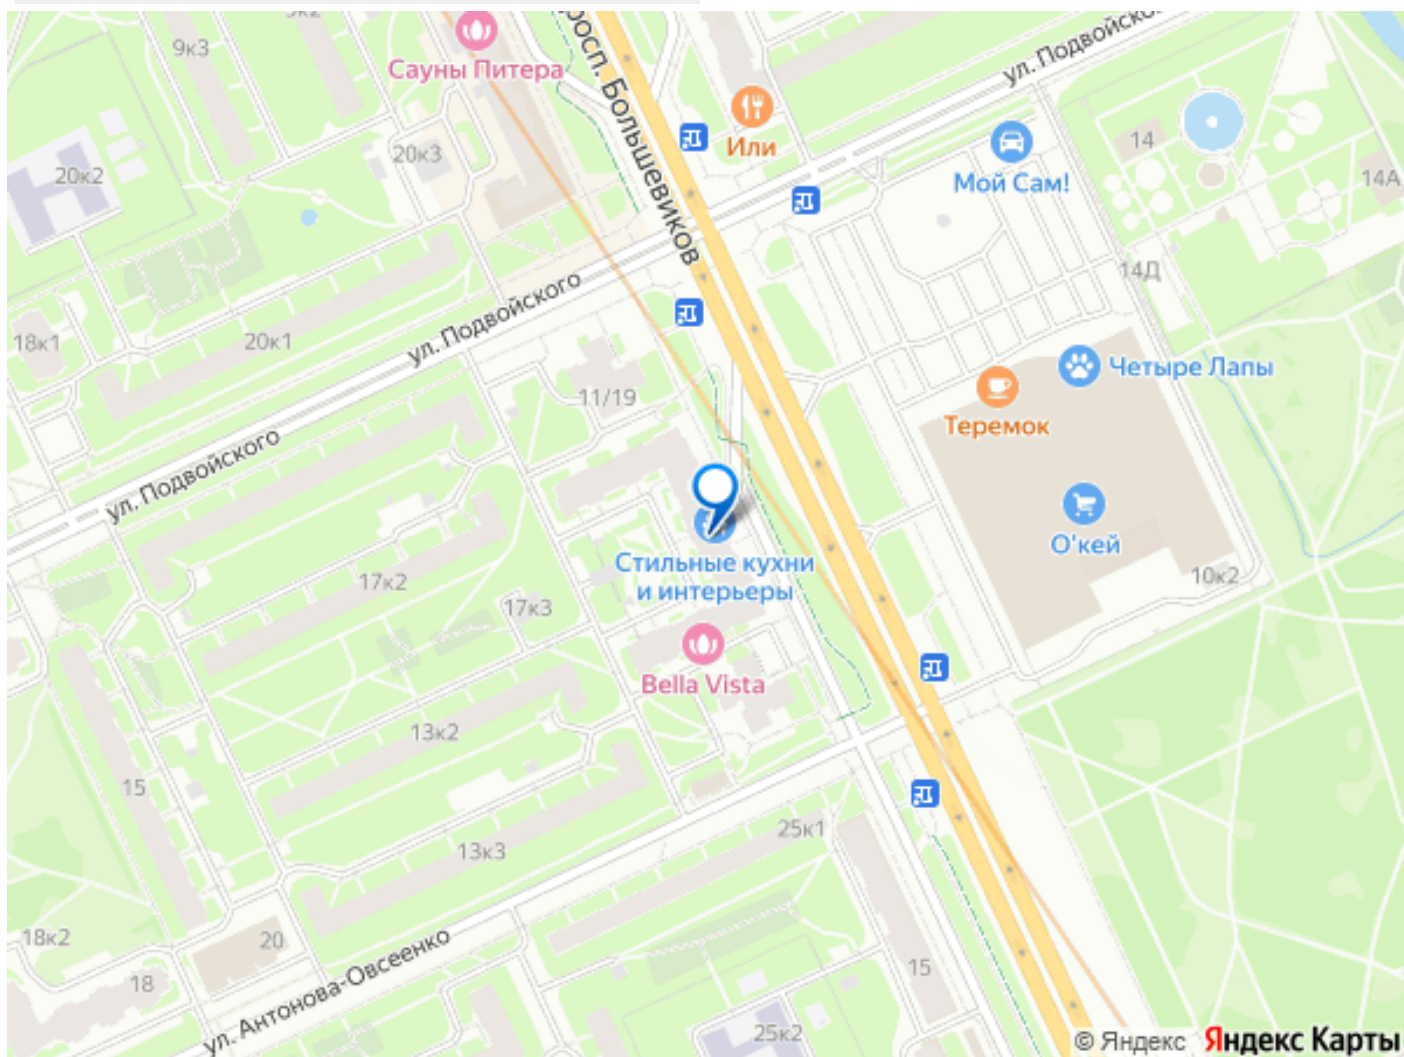 9к3
Сауны Питера
просп. Большевиков
Или
ул. Подвойско
Мой Сам!
14
14А
20к2
20к3
14Д
18к1
20к1
ул. Подвойского
11/19
Четыре Лапы
Теремок
ул. Подвойского
О'кей
Стильные кухни
и интерьеры
17к2
17к3
10к2
Bella Vista
13к2
15
13к3
25к1
18к2
20
18
ул. Антонова-Овсеенко
15
25к2
© Яндекс Яндекс Карты